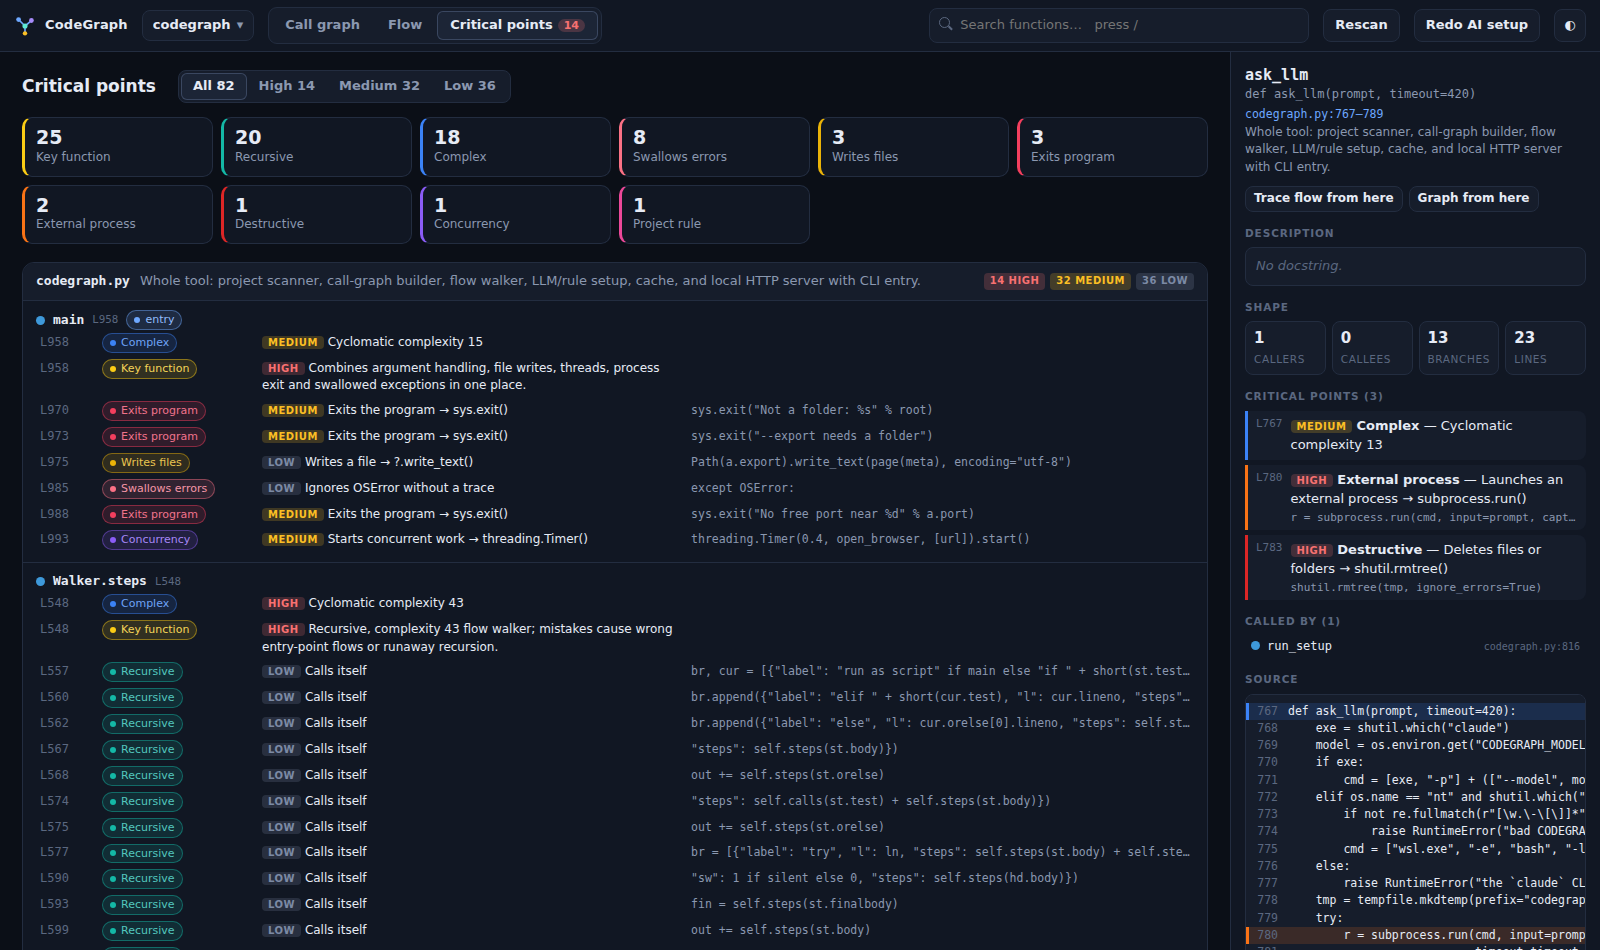 CodeGraph
codegraph ▾
Call graph
Flow
Critical points 14
Search functions… press /
Rescan
Redo AI setup
Critical points
All 82
High 14
Medium 32
Low 36
25
Key function
20
Recursive
18
Complex
8
Swallows errors
3
Writes files
3
Exits program
2
External process
1
Destructive
1
Concurrency
1
Project rule
codegraph.py Whole tool: project scanner, call-graph builder, flow walker, LLM/rule setup, cache, and local HTTP server with CLI entry. 14 HIGH 32 MEDIUM 36 LOW
main L958 entry
L958 Complex MEDIUM Cyclomatic complexity 15
L958 Key function HIGH Combines argument handling, file writes, threads, process
exit and swallowed exceptions in one place.
L970 Exits program MEDIUM Exits the program → sys.exit() sys.exit("Not a folder: %s" % root)
L973 Exits program MEDIUM Exits the program → sys.exit() sys.exit("--export needs a folder")
L975 Writes files LOW Writes a file → ?.write_text() Path(a.export).write_text(page(meta), encoding="utf-8")
L985 Swallows errors LOW Ignores OSError without a trace except OSError:
L988 Exits program MEDIUM Exits the program → sys.exit() sys.exit("No free port near %d" % a.port)
L993 Concurrency MEDIUM Starts concurrent work → threading.Timer() threading.Timer(0.4, open_browser, [url]).start()
Walker.steps L548
L548 Complex HIGH Cyclomatic complexity 43
L548 Key function HIGH Recursive, complexity 43 flow walker; mistakes cause wrong
entry-point flows or runaway recursion.
L557 Recursive LOW Calls itself br, cur = [{"label": "run as script" if main else "if " + short(st.test…
L560 Recursive LOW Calls itself br.append({"label": "elif " + short(cur.test), "l": cur.lineno, "steps"…
L562 Recursive LOW Calls itself br.append({"label": "else", "l": cur.orelse[0].lineno, "steps": self.st…
L567 Recursive LOW Calls itself "steps": self.steps(st.body)})
L568 Recursive LOW Calls itself out += self.steps(st.orelse)
L574 Recursive LOW Calls itself "steps": self.calls(st.test) + self.steps(st.body)})
L575 Recursive LOW Calls itself out += self.steps(st.orelse)
L577 Recursive LOW Calls itself br = [{"label": "try", "l": ln, "steps": self.steps(st.body) + self.ste…
L590 Recursive LOW Calls itself "sw": 1 if silent else 0, "steps": self.steps(hd.body)})
L593 Recursive LOW Calls itself fin = self.steps(st.finalbody)
L599 Recursive LOW Calls itself out += self.steps(st.body)
ask_llm
def ask_llm(prompt, timeout=420)
codegraph.py:767–789
Whole tool: project scanner, call-graph builder, flow
walker, LLM/rule setup, cache, and local HTTP server
with CLI entry.
Trace flow from here
Graph from here
DESCRIPTION
No docstring.
SHAPE
1
CALLERS
0
CALLEES
13
BRANCHES
23
LINES
CRITICAL POINTS (3)
L767 MEDIUM Complex — Cyclomatic
complexity 13
L780 HIGH External process — Launches an
external process → subprocess.run()
r = subprocess.run(cmd, input=prompt, capt…
L783 HIGH Destructive — Deletes files or
folders → shutil.rmtree()
shutil.rmtree(tmp, ignore_errors=True)
CALLED BY (1)
run_setup codegraph.py:816
SOURCE
767 def ask_llm(prompt, timeout=420):
768 exe = shutil.which("claude")
769 model = os.environ.get("CODEGRAPH_MODEL
770 if exe:
771 cmd = [exe, "-p"] + (["--model", mo
772 elif os.name == "nt" and shutil.which("
773 if not re.fullmatch(r"[\w.\-\[\]]*"
774 raise RuntimeError("bad CODEGRA
775 cmd = ["wsl.exe", "-e", "bash", "-l
776 else:
777 raise RuntimeError("the `claude` CL
778 tmp = tempfile.mkdtemp(prefix="codegrap
779 try:
780 r = subprocess.run(cmd, input=promp